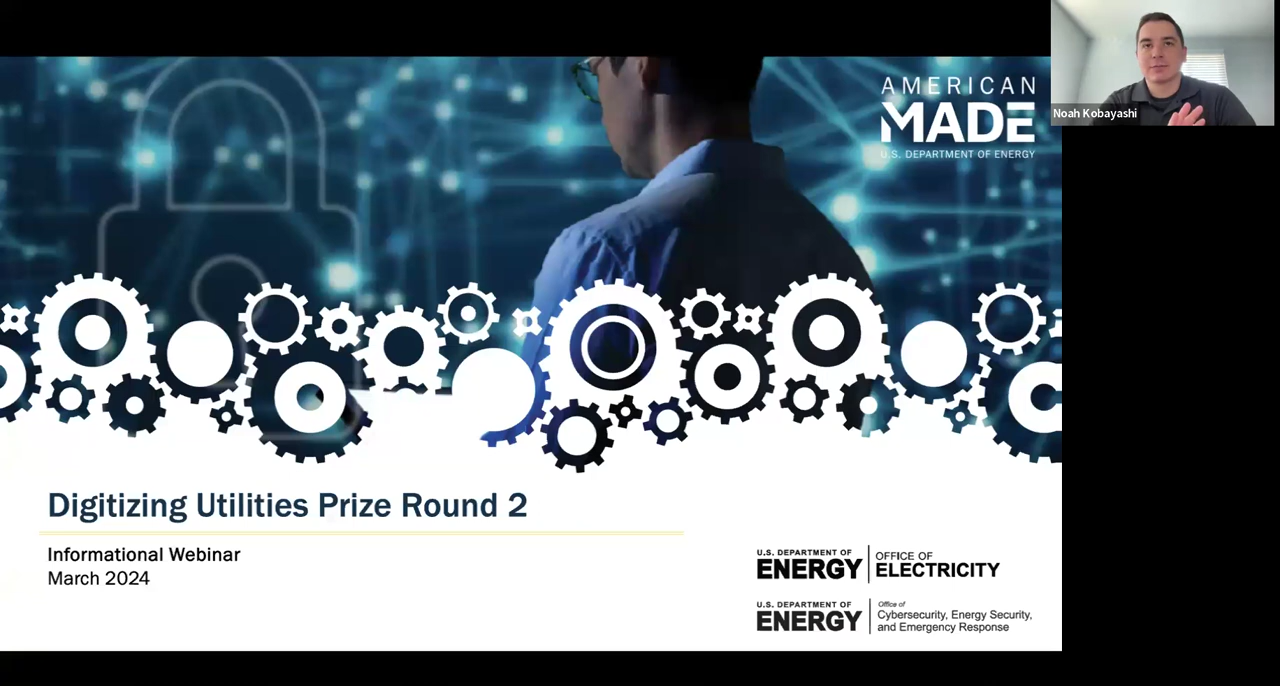 AMERICAN
MADE
U.S. DEPARTMENT OF ENERGY
Noah Kobayashi
Digitizing Utilities Prize Round 2
Informational Webinar
March 2024
U.S. DEPARTMENT OF
ENERGY
OFFICE OF
ELECTRICITY
U.S. DEPARTMENT OF
ENERGY
Office of
Cybersecurity, Energy Security,
and Emergency Response